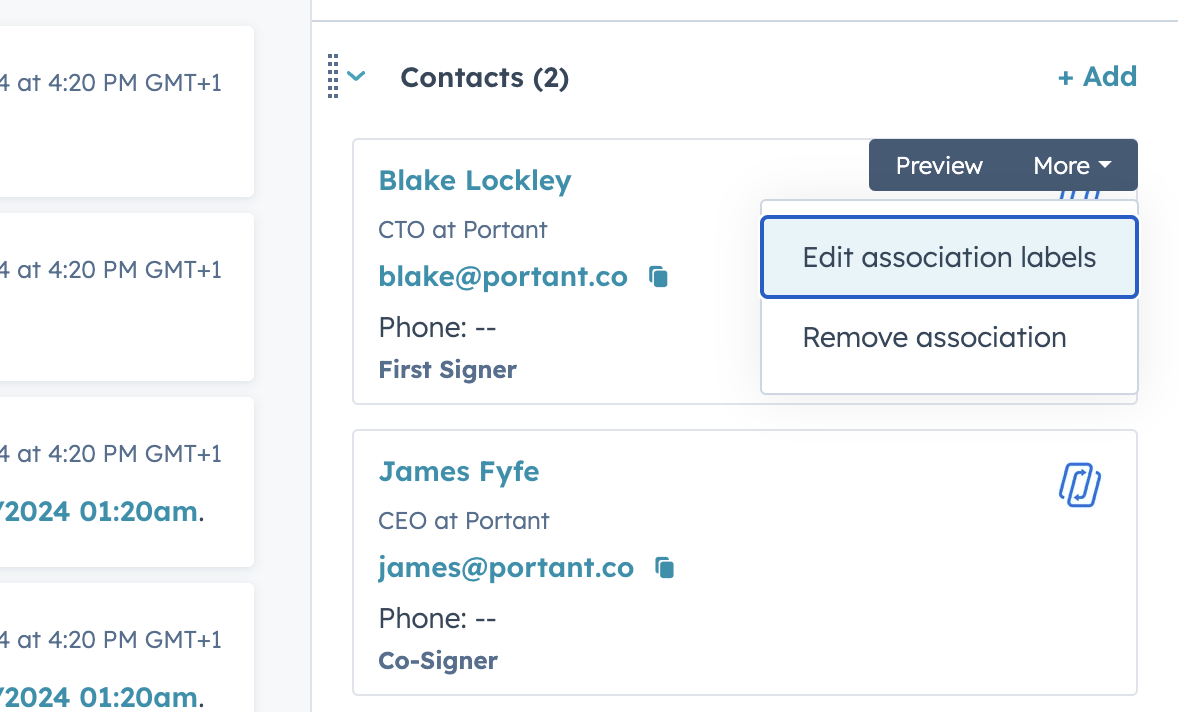 4 at 4:20 PM GMT+1
4 at 4:20 PM GMT+1
4 at 4:20 PM GMT+1
/2024 01:20am.
4 at 4:20 PM GMT+1
/2024 01:20am.
Contacts (2)
+ Add
Blake Lockley
Preview More
CTO at Portant
blake@portant.co
Phone: --
First Signer
Edit association labels
Remove association
James Fyfe
CEO at Portant
james@portant.co
Phone: --
Co-Signer